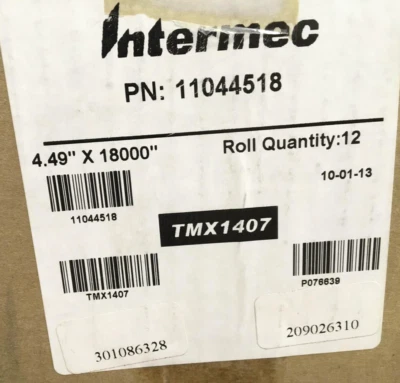 Intermec
PN: 11044518
4.49" X 18000"
Roll Quantity:12
11044518
10-01-13
TMX1407
TMX1407
P076639
301086328
209026310